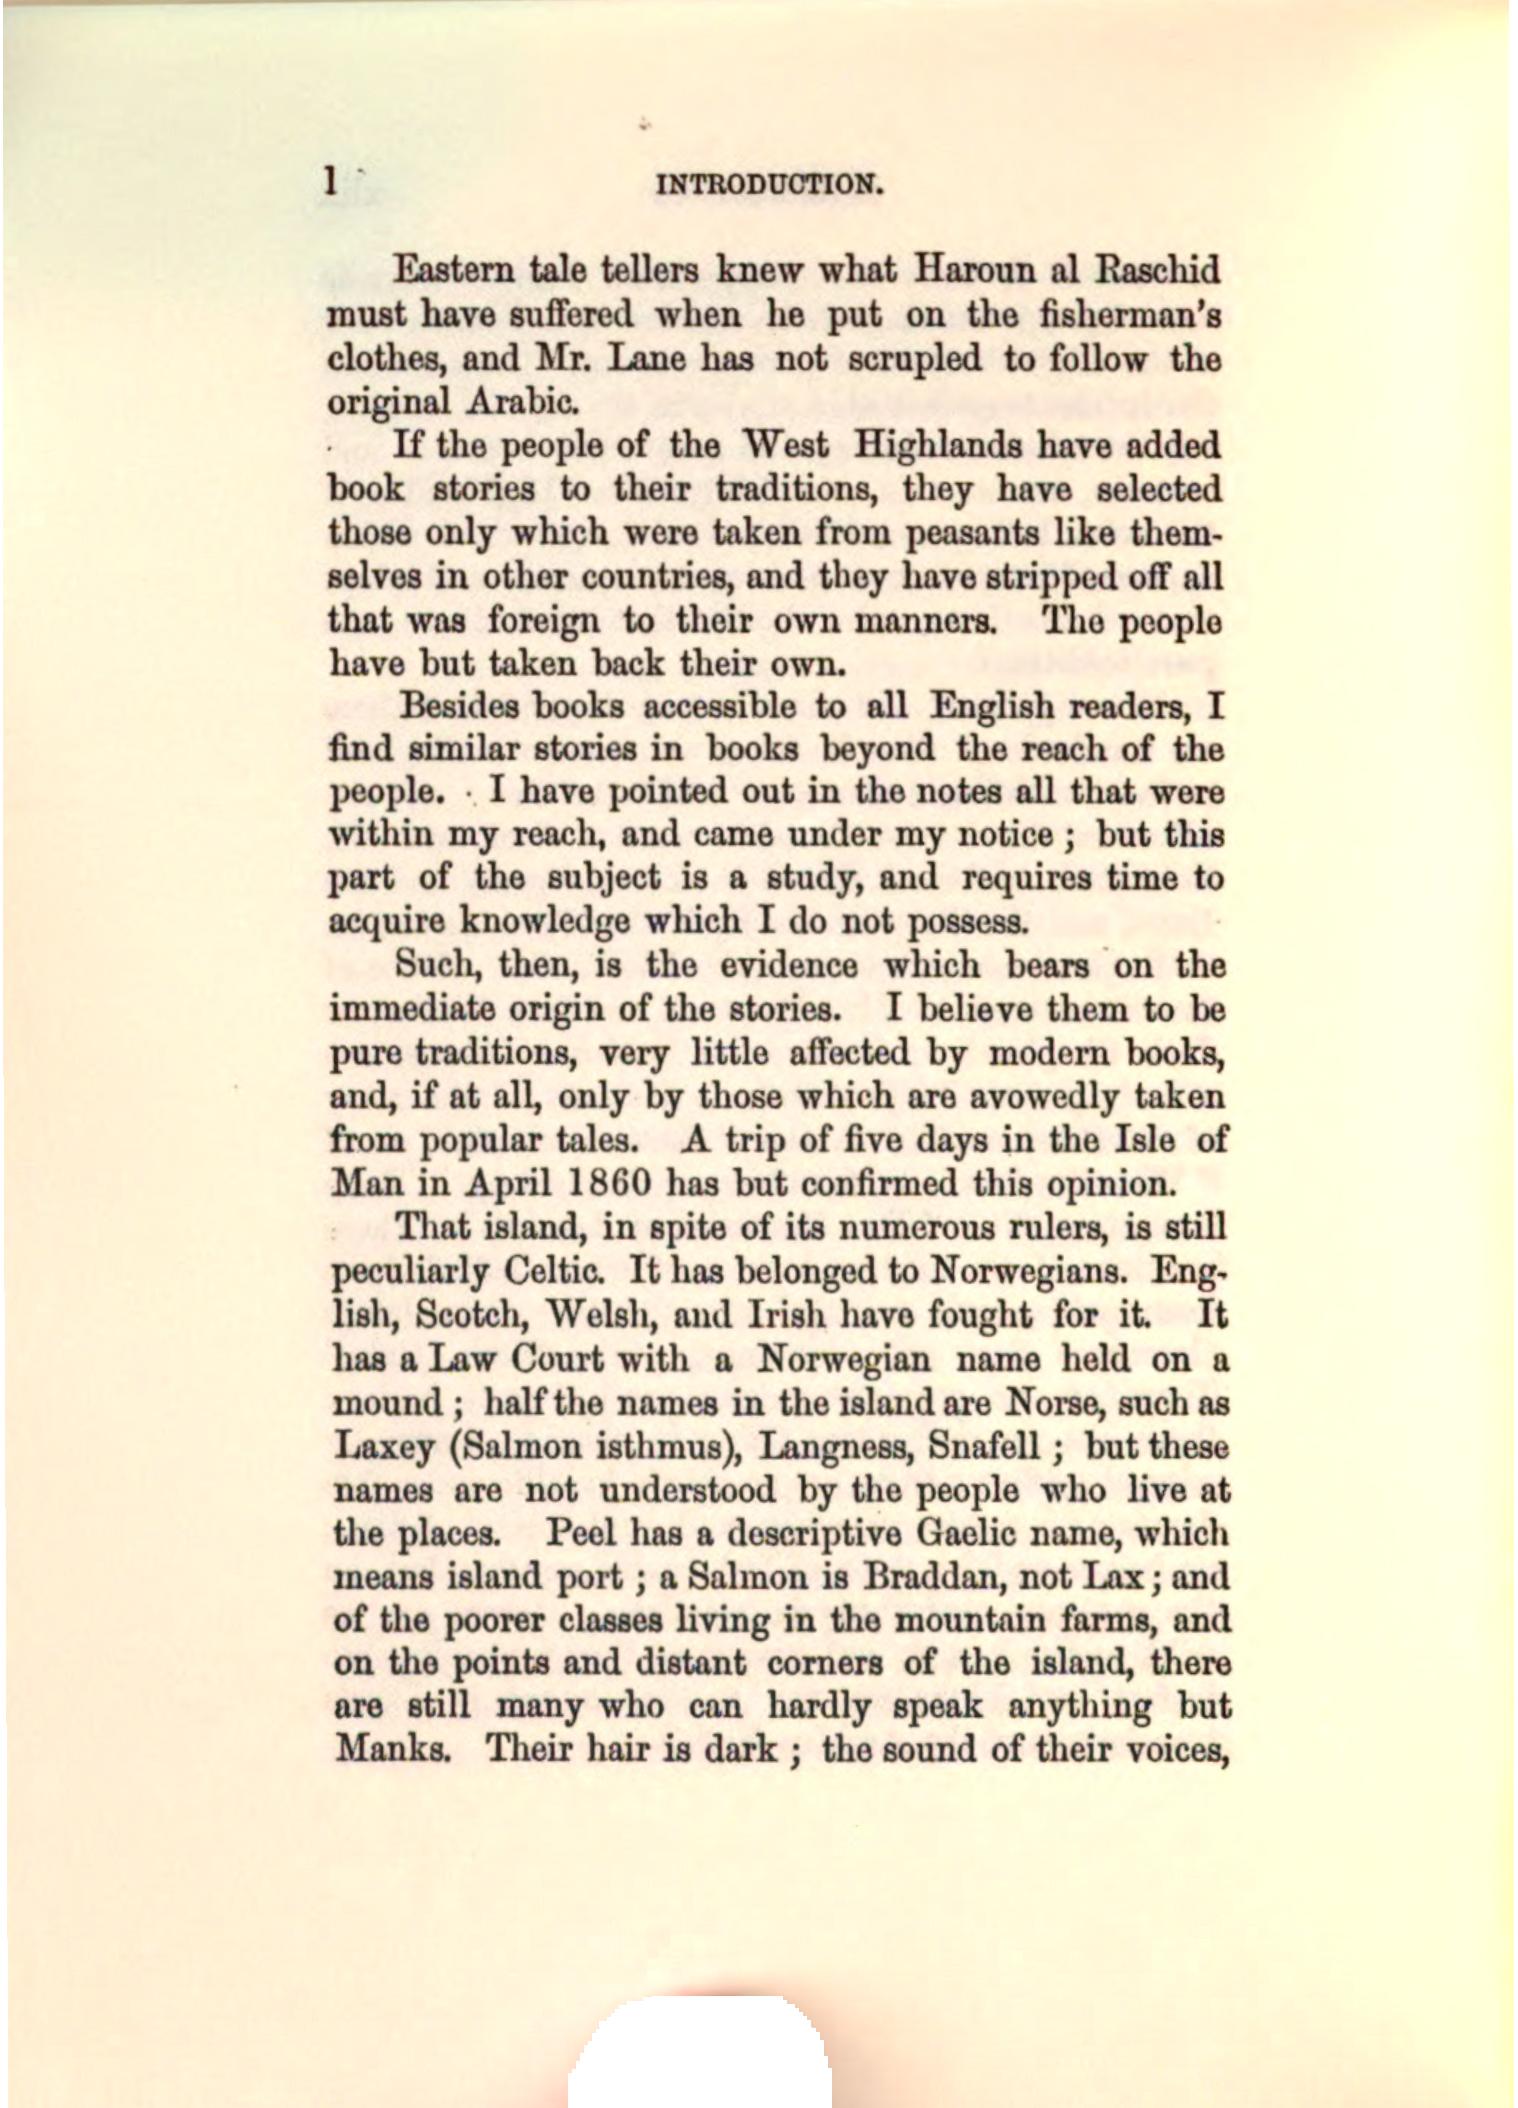 l INTRODUCTION.
Eastern tale tellers knew what Haroun al Raschid
must have suffered when he put on the fisherman's
clothes, and Mr. Lane has not scrupled to follow the
original Arabic.
If the people of the West Highlands have added
book stories to their traditions, they have selected
those only which were taken from peasants like them-
selves in other countries, and they have stripped off all
that was foreign to their own manners. The people
have but taken back their own.
Besides books accessible to all English readers, I
find similar stories in books beyond the reach of the
people. I have pointed out in the notes all that were
within my reach, and came under my notice ; but this
part of the subject is a study, and requires time to
acquire knowledge which I do not possess.
Such, then, is the evidence which bears on the
immediate origin of the stories. I believe them to be
pure traditions, very little affected by modern books,
and, if at all, only by those which are avowedly taken
from popular tales. A trip of five days in the Isle of
Man in April 1860 has but confirmed this opinion.
That island, in spite of its numerous rulers, is still
peculiarly Celtic. It has belonged to Norwegians. Eng-
lish, Scotch, Welsh, and Irish have fought for it. It
has a Law Court with a Norwegian name held on a
mound ; half the names in the island are Norse, such as
Laxey (Salmon isthmus), Langness, Snafell ; but these
names are not understood by the people who live at
the places. Peel has a descriptive Gaelic name, which
means island port ; a Salmon is Braddan, not Lax ; and
of the poorer classes living in the mountain farms, and
on the points and distant corners of the island, there
are still many who can hardly speak anything but
Manks. Their hair is dark ; the sound of their voices,